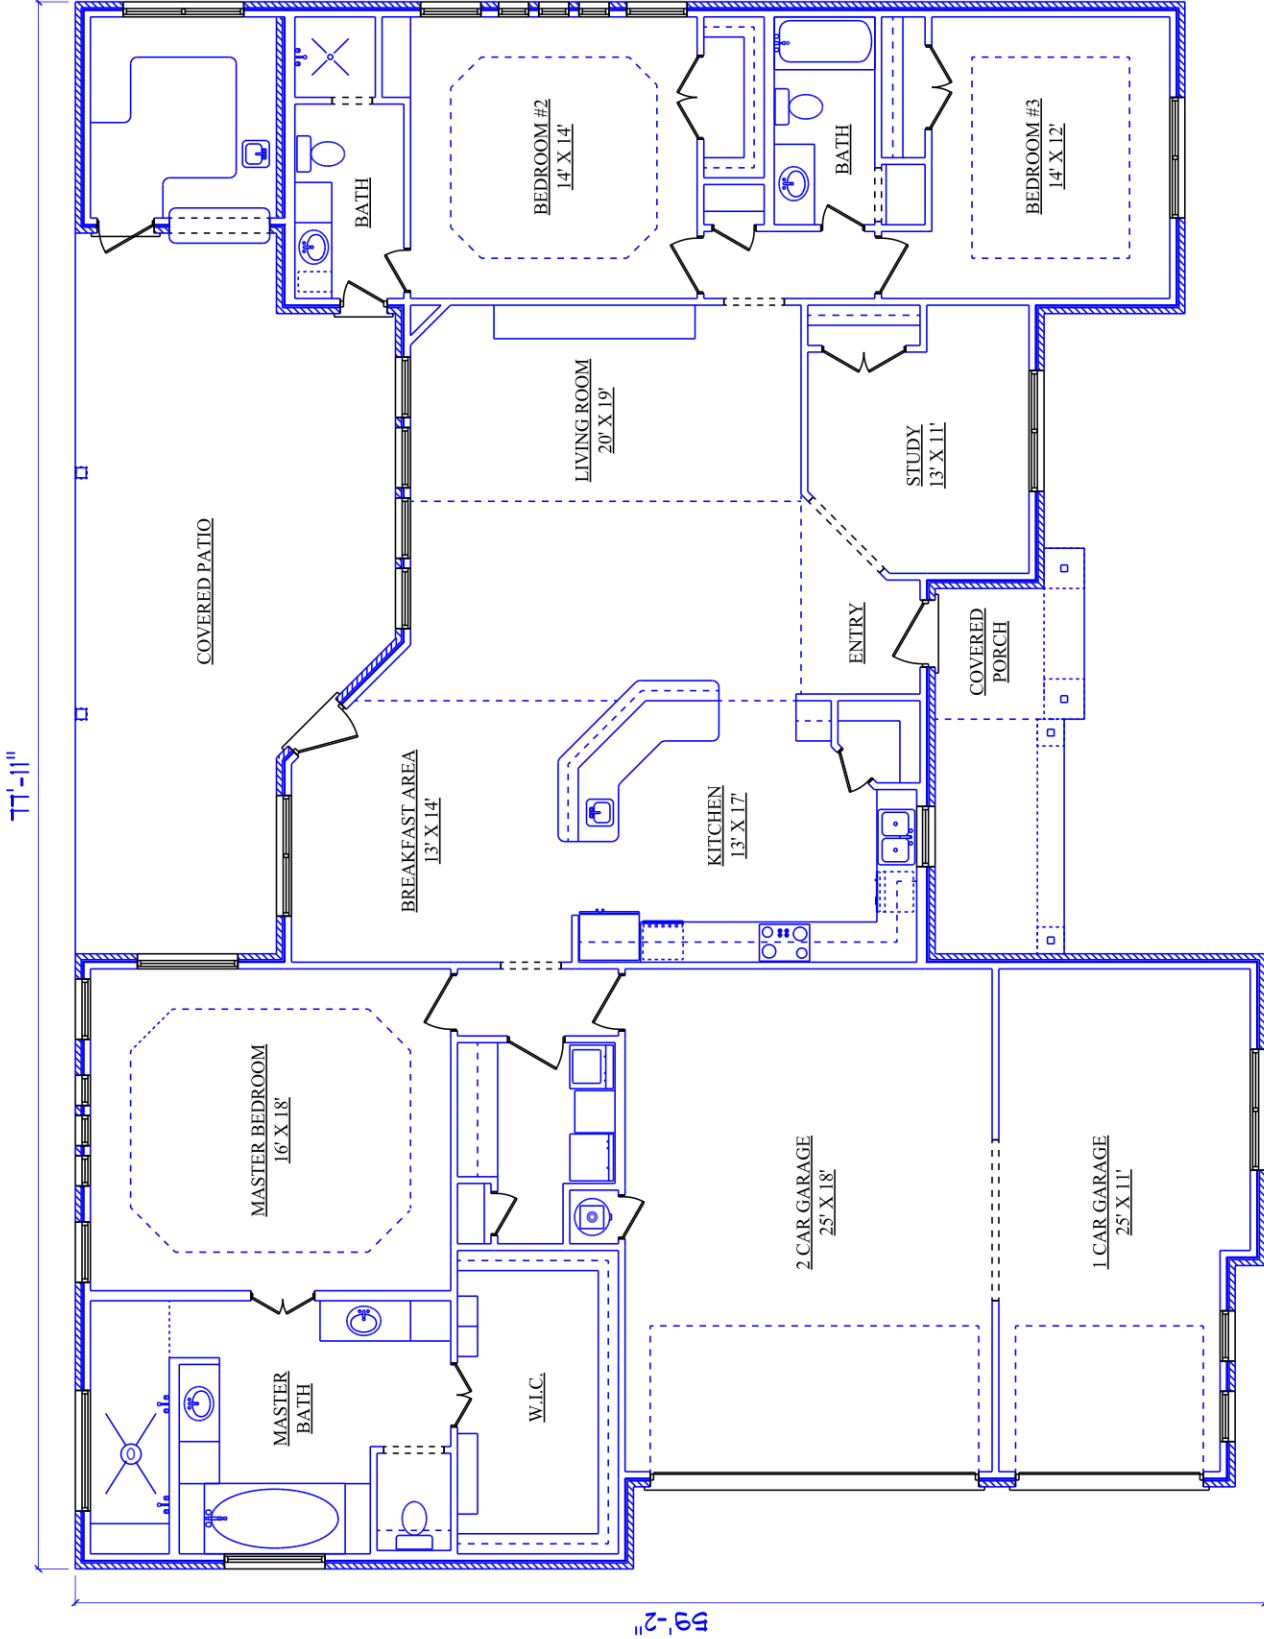 COVERED PATIO
BATH
BEDROOM #2
14' X 14'
BATH
BEDROOM #3
14' X 12'
LIVING ROOM
20' X 19'
STUDY
13' X 11'
ENTRY
COVERED
PORCH
BREAKFAST AREA
13' X 14'
KITCHEN
13' X 17'
MASTER BEDROOM
16' X 18'
MASTER
BATH
W.I.C.
2 CAR GARAGE
25' X 18'
1 CAR GARAGE
25' X 11'
77'-11"
59'-2"